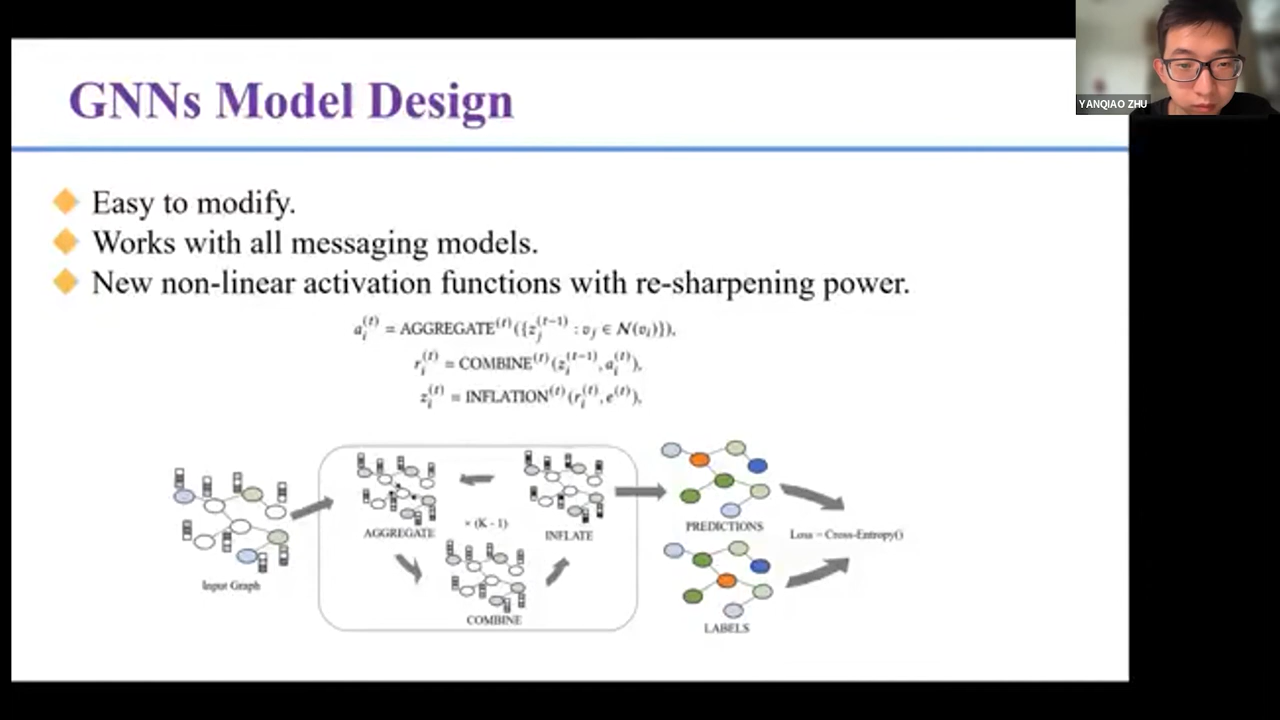 GNNs Model Design
YANQIAO ZHU
Easy to modify.
Works with all messaging models.
New non-linear activation functions with re-sharpening power.
a_i^{(t)} = AGGREGATE^{(t)}({z_j^{(t-1)} : v_j ∈ N(v_i)}),
r_i^{(t)} = COMBINE^{(t)}(z_i^{(t-1)}, a_i^{(t)}),
z_i^{(t)} = INFLATION^{(t)}(r_i^{(t)}, e^{(t)}),
Input Graph
AGGREGATE
× (K - 1)
INFLATE
COMBINE
PREDICTIONS
Loss = Cross-Entropy()
LABELS